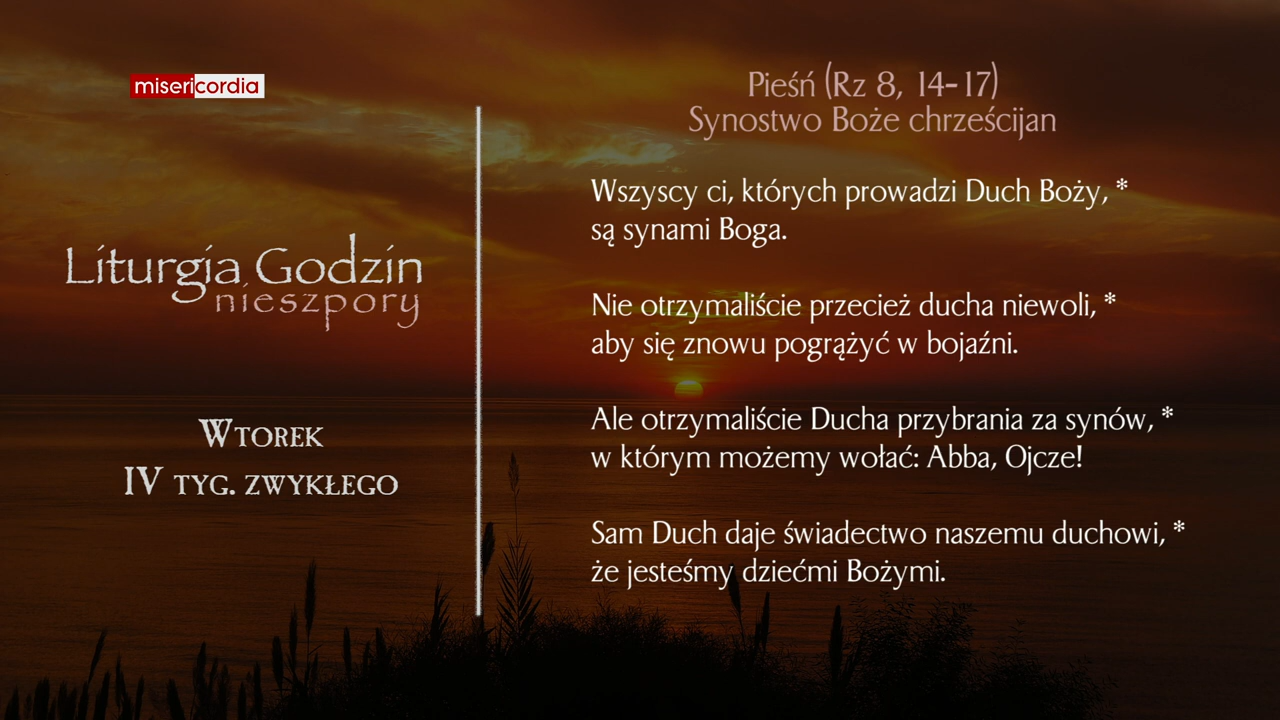 misericordia
Liturgia Godzin
nieszpory
Wtorek
IV tyg. zwykłego
Pieśń (Rz 8, 14-17)
Synostwo Boże chrześcijan
Wszyscy ci, których prowadzi Duch Boży, *
są synami Boga.
Nie otrzymaliście przecież ducha niewoli, *
aby się znowu pogrążyć w bojaźni.
Ale otrzymaliście Ducha przybrania za synów, *
w którym możemy wołać: Abba, Ojcze!
Sam Duch daje świadectwo naszemu duchowi, *
że jesteśmy dziećmi Bożymi.